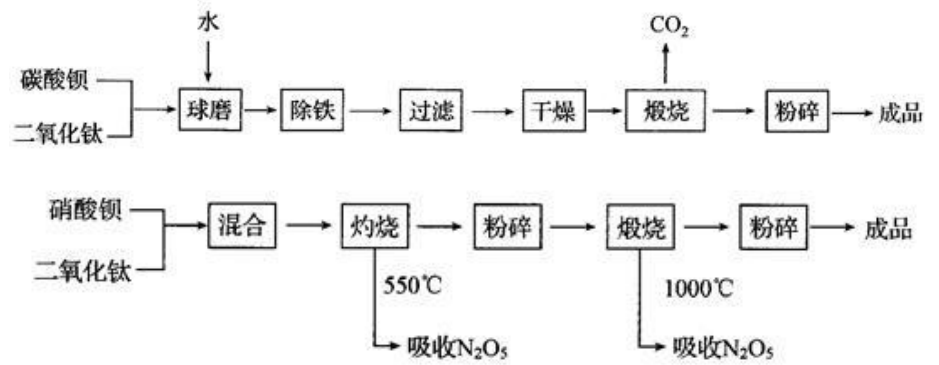 水
CO₂
碳酸钡
二氧化钛
球磨 除铁 过滤 干燥 煅烧 粉碎 成品
硝酸钡
二氧化钛
混合 灼烧 粉碎 煅烧 粉碎 成品
550℃ 1000℃
吸收N₂O₅ 吸收N₂O₅